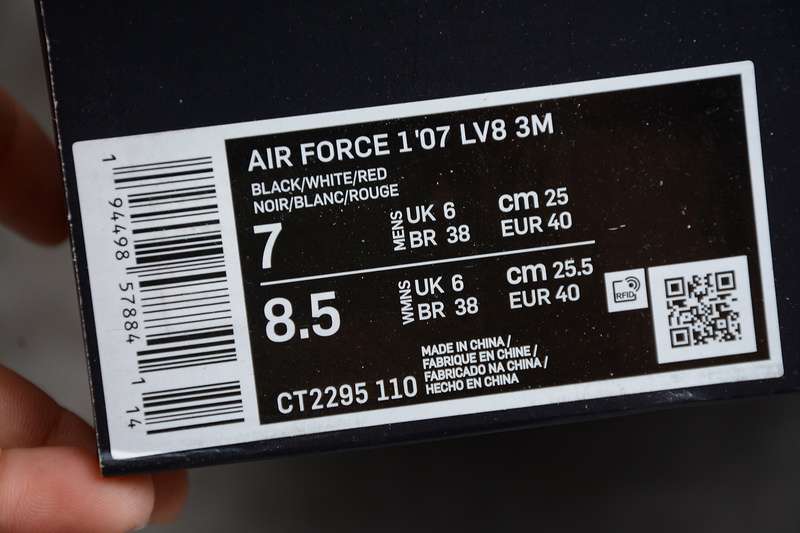 AIR FORCE 1'07 LV8 3M
BLACK/WHITE/RED
NOIR/BLANC/ROUGE
7
MENS
UK 6
BR 38
cm 25
EUR 40
8.5
WMNS
UK 6
BR 38
cm 25.5
EUR 40
RFID
CT2295 110
MADE IN CHINA /
FABRIQUE EN CHINE /
FABRICADO NA CHINA /
HECHO EN CHINA
1 94498 57884 1 14